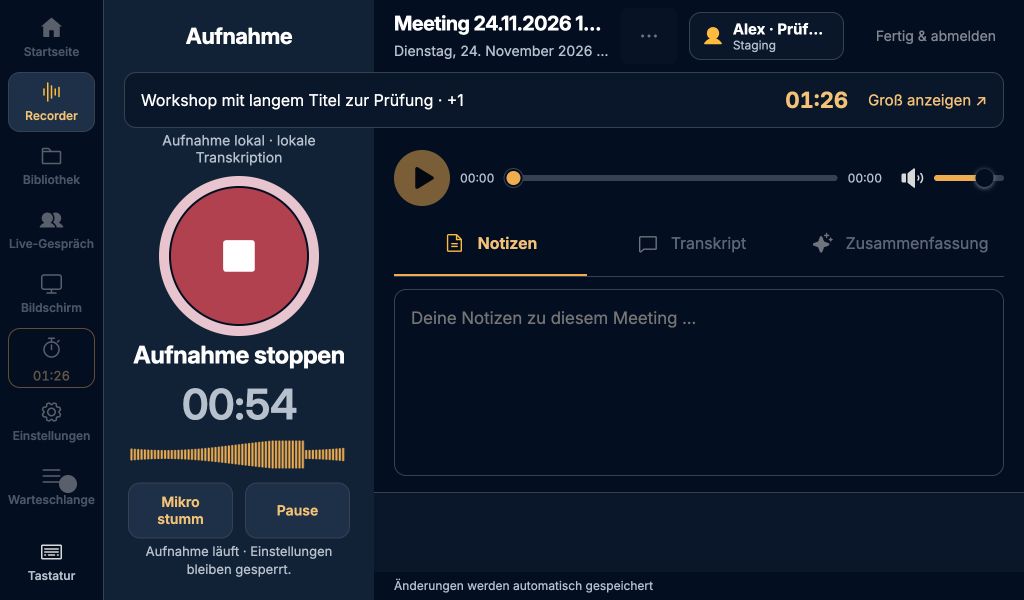 Startseite
Recorder
Bibliothek
Live-Gespräch
Bildschirm
01:26
Einstellungen
Warteschlange
Tastatur
Aufnahme
Meeting 24.11.2026 1...
Dienstag, 24. November 2026 ...
...
Alex · Prüf...
Staging
Fertig & abmelden
Workshop mit langem Titel zur Prüfung · +1
01:26
Groß anzeigen ↗
Aufnahme lokal · lokale
Transkription
Aufnahme stoppen
00:54
Mikro
stumm
Pause
Aufnahme läuft · Einstellungen
bleiben gesperrt.
00:00
00:00
Notizen
Transkript
Zusammenfassung
Deine Notizen zu diesem Meeting ...
Änderungen werden automatisch gespeichert